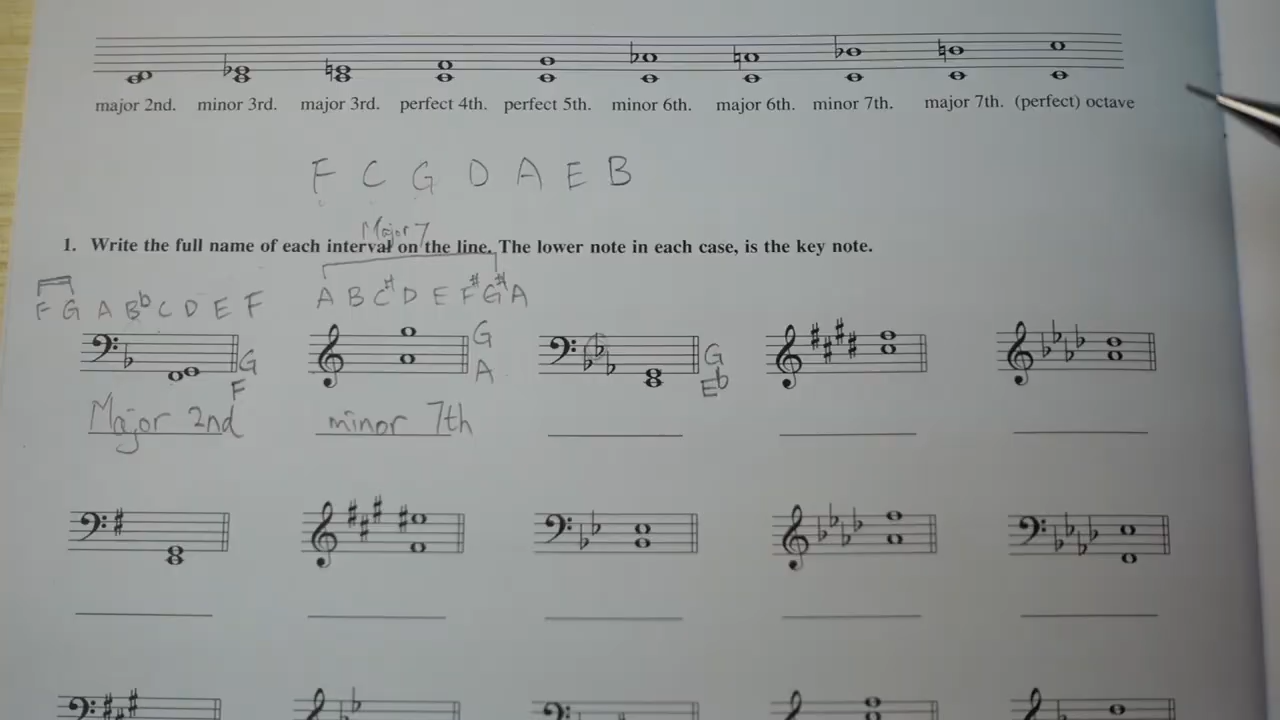 major 2nd. minor 3rd. major 3rd. perfect 4th. perfect 5th. minor 6th. major 6th. minor 7th. major 7th. (perfect) octave
F C G D A E B
Major 7
1. Write the full name of each interval on the line. The lower note in each case, is the key note.
F G A Bb C D E F
A B C# D E F# G# A
G
F
G
A
G
Eb
Major 2nd
minor 7th